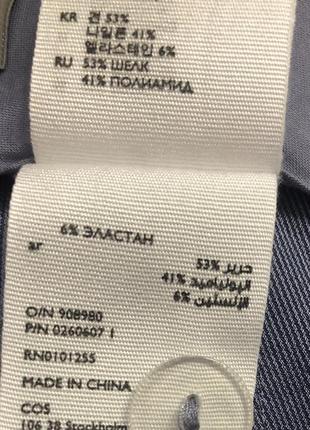 KR 견 53%
나일론 41%
엘라스테인 6%
RU 53% ШЕЛК
41% ПОЛИАМИД
6% ЭЛАСТАН
ar
53% حرير
41% البولياميد
6% الإلستين
O/N 908980
P/N 0260607 1
RN0101255
MADE IN CHINA
COS
106 38 Stockholm